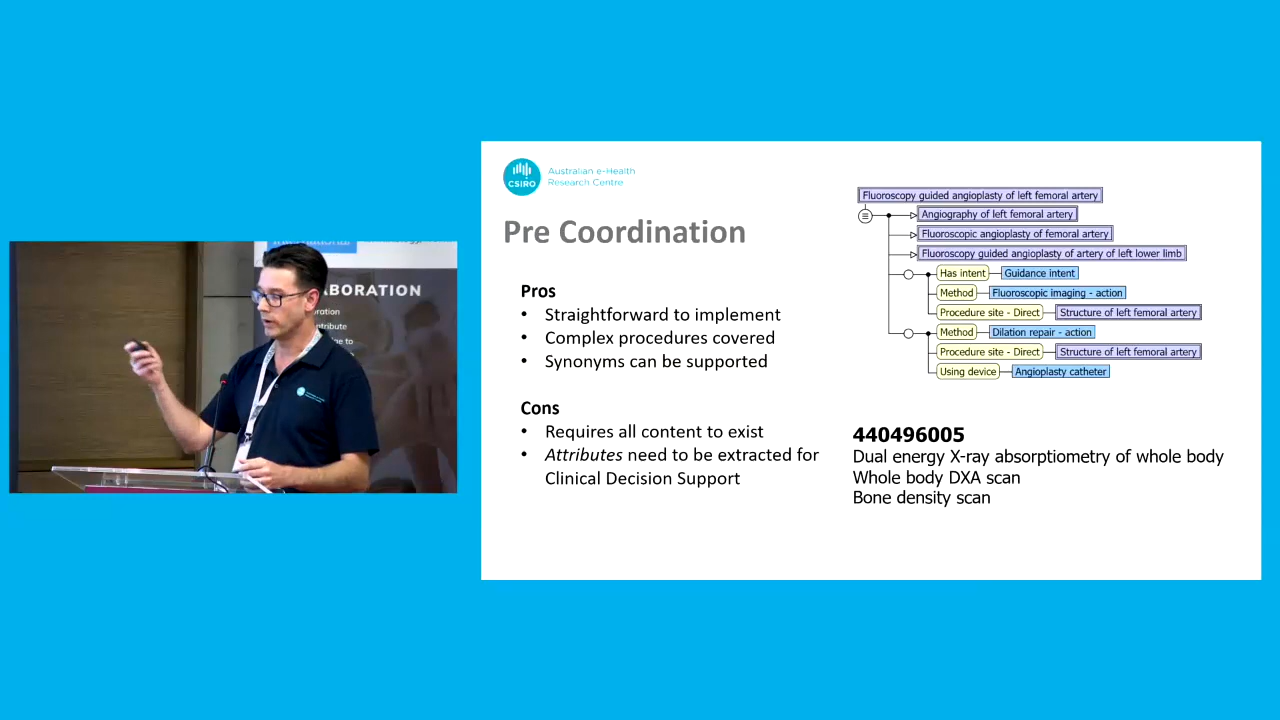 ABORATION
oration
ntribute
ue to
CSIRO
Australian e-Health
Research Centre
Pre Coordination
Pros
• Straightforward to implement
• Complex procedures covered
• Synonyms can be supported
Cons
• Requires all content to exist
• Attributes need to be extracted for
Clinical Decision Support
Fluoroscopy guided angioplasty of left femoral artery
Angiography of left femoral artery
Fluoroscopic angioplasty of femoral artery
Fluoroscopy guided angioplasty of artery of left lower limb
Has intent Guidance intent
Method Fluoroscopic imaging - action
Procedure site - Direct Structure of left femoral artery
Method Dilation repair - action
Procedure site - Direct Structure of left femoral artery
Using device Angioplasty catheter
440496005
Dual energy X-ray absorptiometry of whole body
Whole body DXA scan
Bone density scan